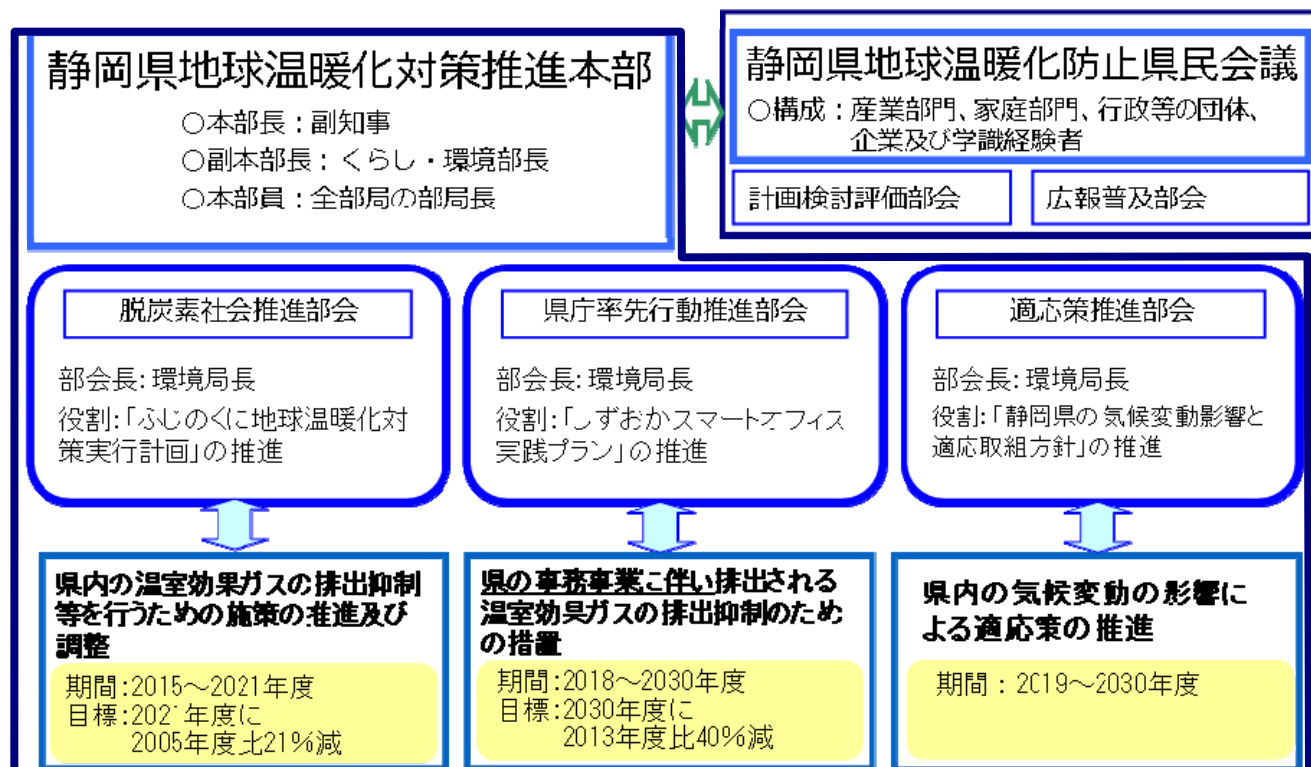 静岡県地球温暖化対策推進本部
○本部長：副知事
○副本部長：くらし・環境部長
○本部員：全部局の部局長
静岡県地球温暖化防止県民会議
○構成：産業部門、家庭部門、行政等の団体、
企業及び学識経験者
計画検討評価部会
広報普及部会
脱炭素社会推進部会
部会長：環境局長
役割：「ふじのくに地球温暖化対
策実行計画」の推進
県庁率先行動推進部会
部会長：環境局長
役割：「しずおかスマートオフィス
実践プラン」の推進
適応策推進部会
部会長：環境局長
役割：「静岡県の気候変動影響と
適応取組方針」の推進
県内の温室効果ガスの排出抑制
等を行うための施策の推進及び
調整
期間：2015～2021年度
目標：2021年度に
2005年度比21％減
県の事務事業に伴い排出される
温室効果ガスの排出抑制のため
の措置
期間：2018～2030年度
目標：2030年度に
2013年度比40％減
県内の気候変動の影響に
よる適応策の推進
期間：2019～2030年度